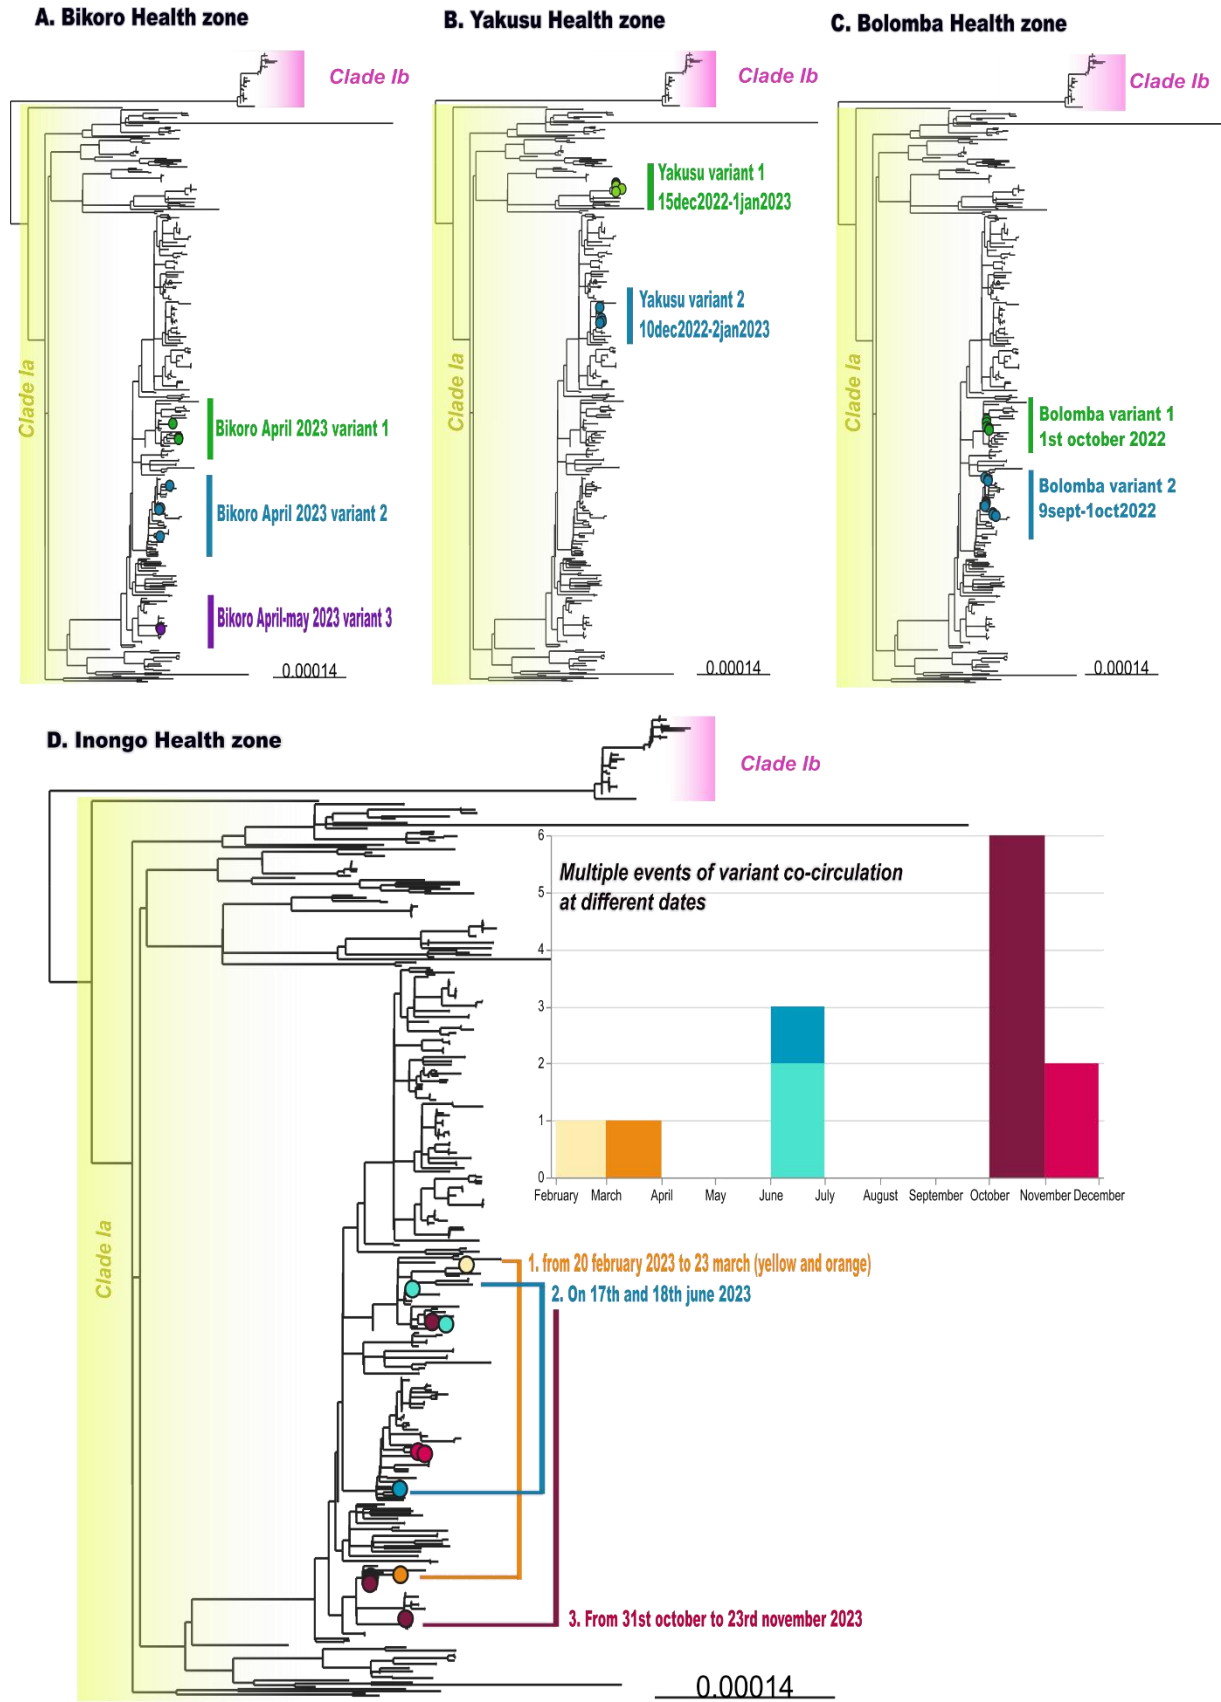 A. Bikoro Health zone
Clade Ib
Clade Ia
Bikoro April 2023 variant 1
Bikoro April 2023 variant 2
Bikoro April-may 2023 variant 3
0.00014
B. Yakusu Health zone
Clade Ib
Clade Ia
Yakusu variant 1
15dec2022-1jan2023
Yakusu variant 2
10dec2022-2jan2023
0.00014
C. Bolomba Health zone
Clade Ib
Clade Ia
Bolomba variant 1
1st october 2022
Bolomba variant 2
9sept-1oct2022
0.00014
D. Inongo Health zone
Clade Ib
Clade Ia
Multiple events of variant co-circulation
at different dates
6
5
4
3
2
1
0
February March April May June July August September October November December
1. from 20 february 2023 to 23 march (yellow and orange)
2. On 17th and 18th june 2023
3. From 31st october to 23rd november 2023
0.00014